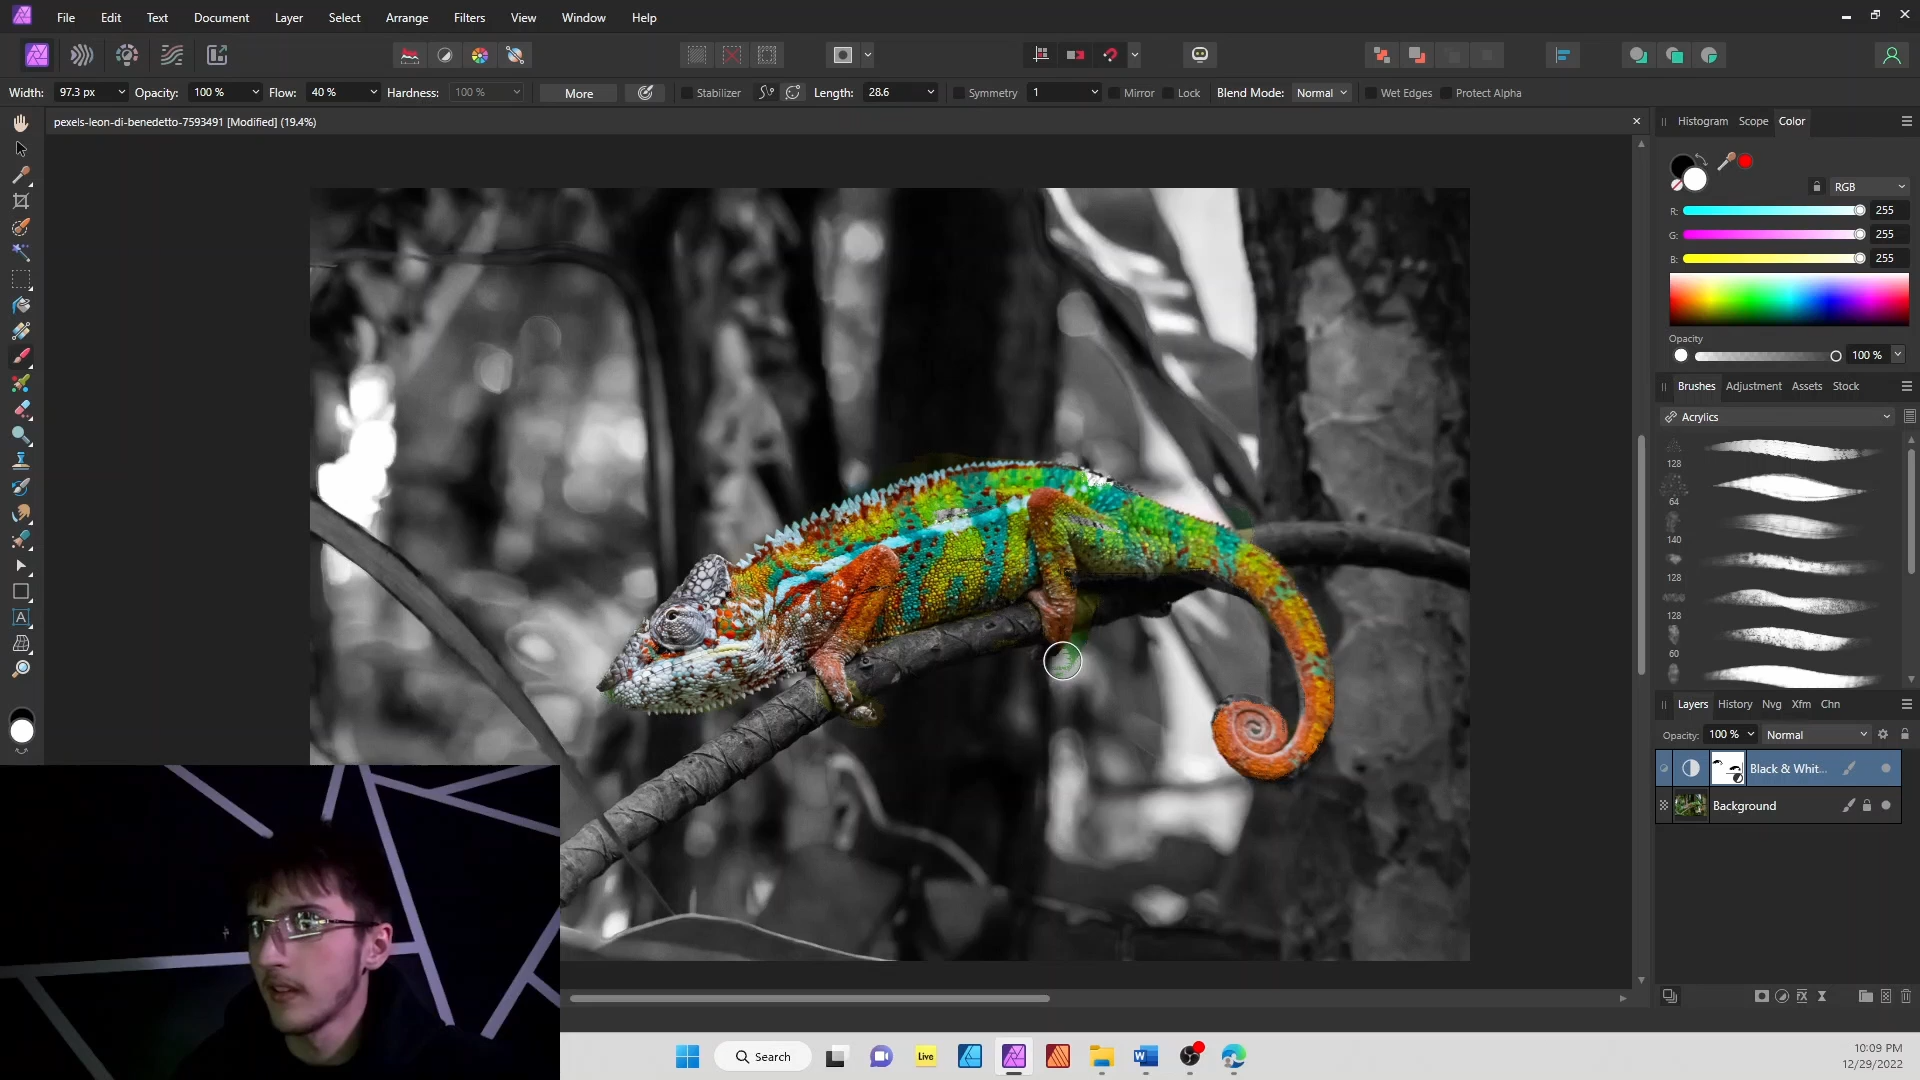 File Edit Text Document Layer Select Arrange Filters View Window Help
Width: 97.3 px Opacity: 100 % Flow: 40 % Hardness: 100 % More Stabilizer Length: 28.6 Symmetry 1 Mirror Lock Blend Mode: Normal Wet Edges Protect Alpha
pexels-leon-di-benedetto-7593491 [Modified] (19.4%)
Histogram Scope Color
RGB
R: 255
G: 255
B: 255
Opacity
100 %
Brushes Adjustment Assets Stock
Acrylics
128
64
140
128
128
60
Layers History Nvg Xfm Chn
Opacity: 100 % Normal
Black & Whit...
Background
Search
Live
10:09 PM
12/29/2022